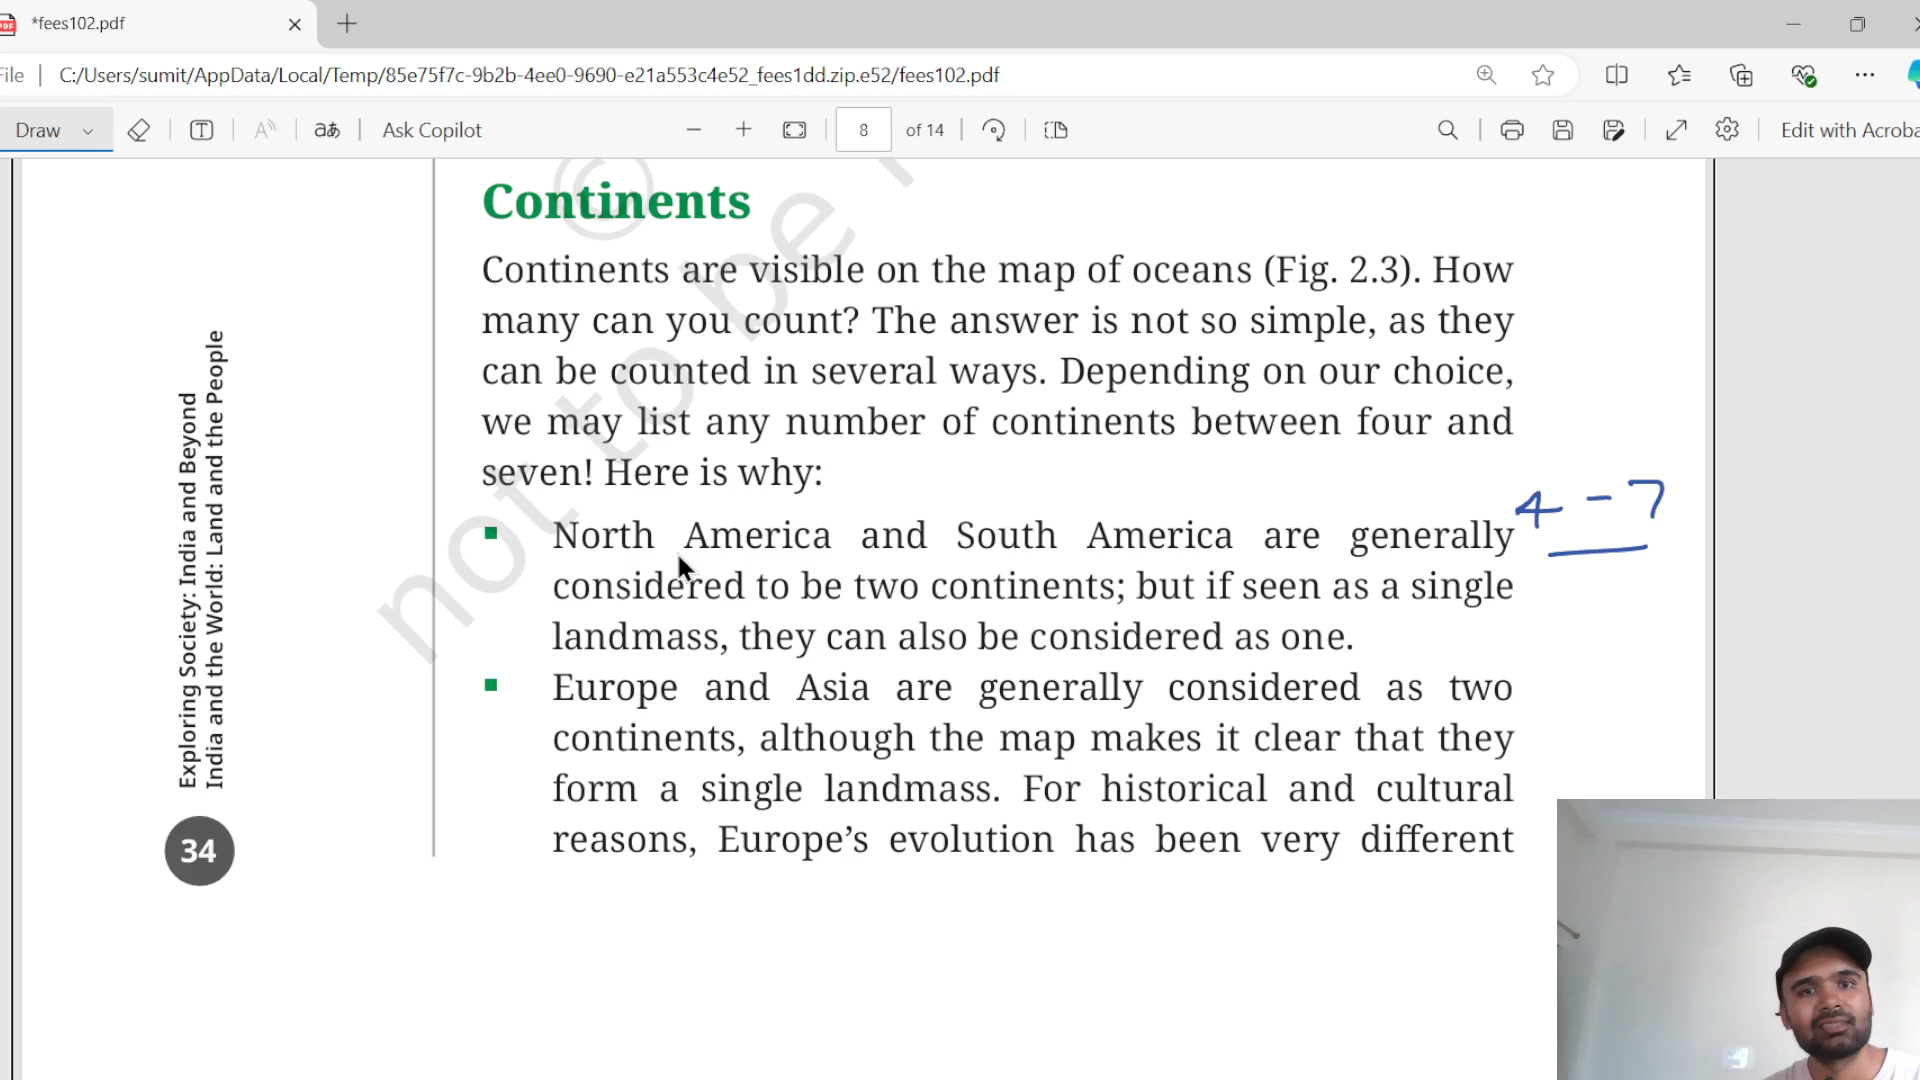 *fees102.pdf
File | C:/Users/sumit/AppData/Local/Temp/85e75f7c-9b2b-4ee0-9690-e21a553c4e52_fees1dd.zip.e52/fees102.pdf
Draw aあ Ask Copilot 8 of 14 Edit with Acroba
© not to be
Continents
Continents are visible on the map of oceans (Fig. 2.3). How
many can you count? The answer is not so simple, as they
can be counted in several ways. Depending on our choice,
we may list any number of continents between four and
seven! Here is why:
4 - 7
▪ North America and South America are generally
considered to be two continents; but if seen as a single
landmass, they can also be considered as one.
▪ Europe and Asia are generally considered as two
continents, although the map makes it clear that they
form a single landmass. For historical and cultural
reasons, Europe’s evolution has been very different
Exploring Society: India and Beyond
India and the World: Land and the People
34